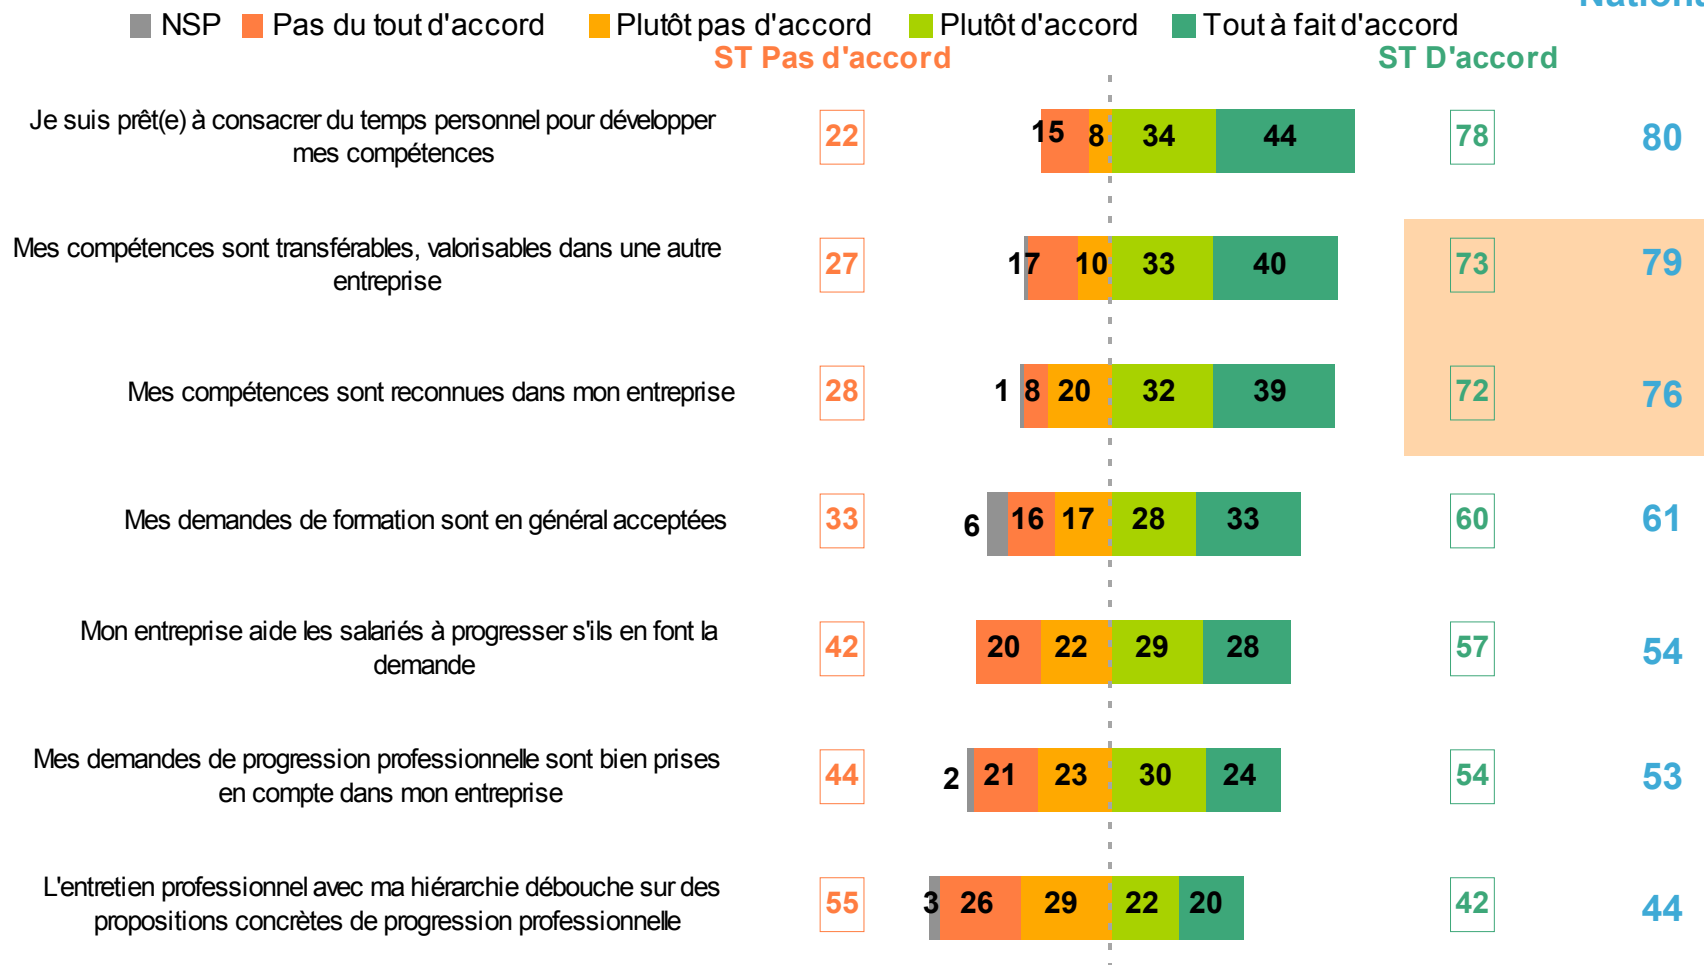 Nationa
NSP Pas du tout d'accord Plutôt pas d'accord Plutôt d'accord Tout à fait d'accord
ST Pas d'accord ST D'accord
Je suis prêt(e) à consacrer du temps personnel pour développer
mes compétences
22 15 8 34 44 78 80
Mes compétences sont transférables, valorisables dans une autre
entreprise
27 17 10 33 40 73 79
Mes compétences sont reconnues dans mon entreprise
28 1 8 20 32 39 72 76
Mes demandes de formation sont en général acceptées
33 6 16 17 28 33 60 61
Mon entreprise aide les salariés à progresser s'ils en font la
demande
42 20 22 29 28 57 54
Mes demandes de progression professionnelle sont bien prises
en compte dans mon entreprise
44 2 21 23 30 24 54 53
L'entretien professionnel avec ma hiérarchie débouche sur des
propositions concrètes de progression professionnelle
55 3 26 29 22 20 42 44